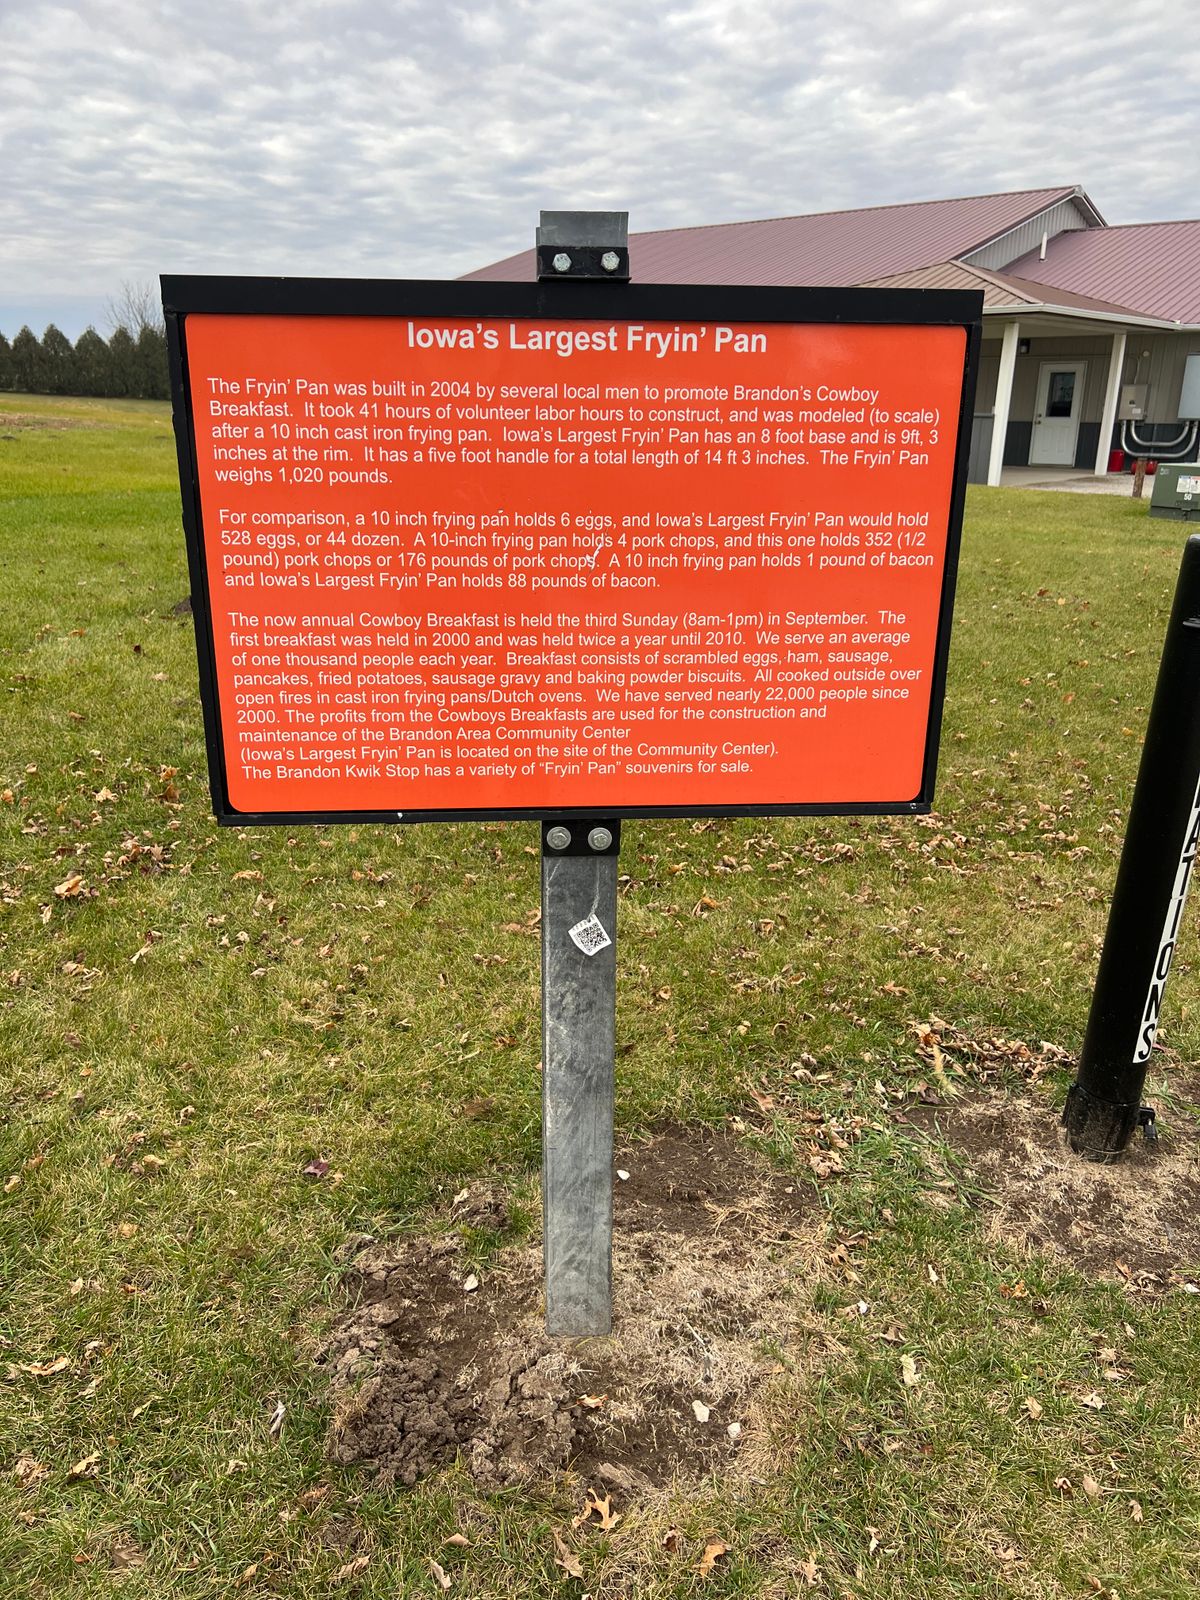 Iowa's Largest Fryin' Pan
The Fryin' Pan was built in 2004 by several local men to promote Brandon's Cowboy
Breakfast.  It took 41 hours of volunteer labor hours to construct, and was modeled (to scale)
after a 10 inch cast iron frying pan.  Iowa's Largest Fryin' Pan has an 8 foot base and is 9ft, 3
inches at the rim.  It has a five foot handle for a total length of 14 ft 3 inches.  The Fryin' Pan
weighs 1,020 pounds.
For comparison, a 10 inch frying pan holds 6 eggs, and Iowa's Largest Fryin' Pan would hold
528 eggs, or 44 dozen.  A 10-inch frying pan holds 4 pork chops, and this one holds 352 (1/2
pound) pork chops or 176 pounds of pork chops.  A 10 inch frying pan holds 1 pound of bacon
and Iowa's Largest Fryin' Pan holds 88 pounds of bacon.
The now annual Cowboy Breakfast is held the third Sunday (8am-1pm) in September.  The
first breakfast was held in 2000 and was held twice a year until 2010.  We serve an average
of one thousand people each year.  Breakfast consists of scrambled eggs, ham, sausage,
pancakes, fried potatoes, sausage gravy and baking powder biscuits.  All cooked outside over
open fires in cast iron frying pans/Dutch ovens.  We have served nearly 22,000 people since
2000. The profits from the Cowboys Breakfasts are used for the construction and
maintenance of the Brandon Area Community Center
(Iowa's Largest Fryin' Pan is located on the site of the Community Center).
The Brandon Kwik Stop has a variety of "Fryin' Pan" souvenirs for sale.
ATIONS
50